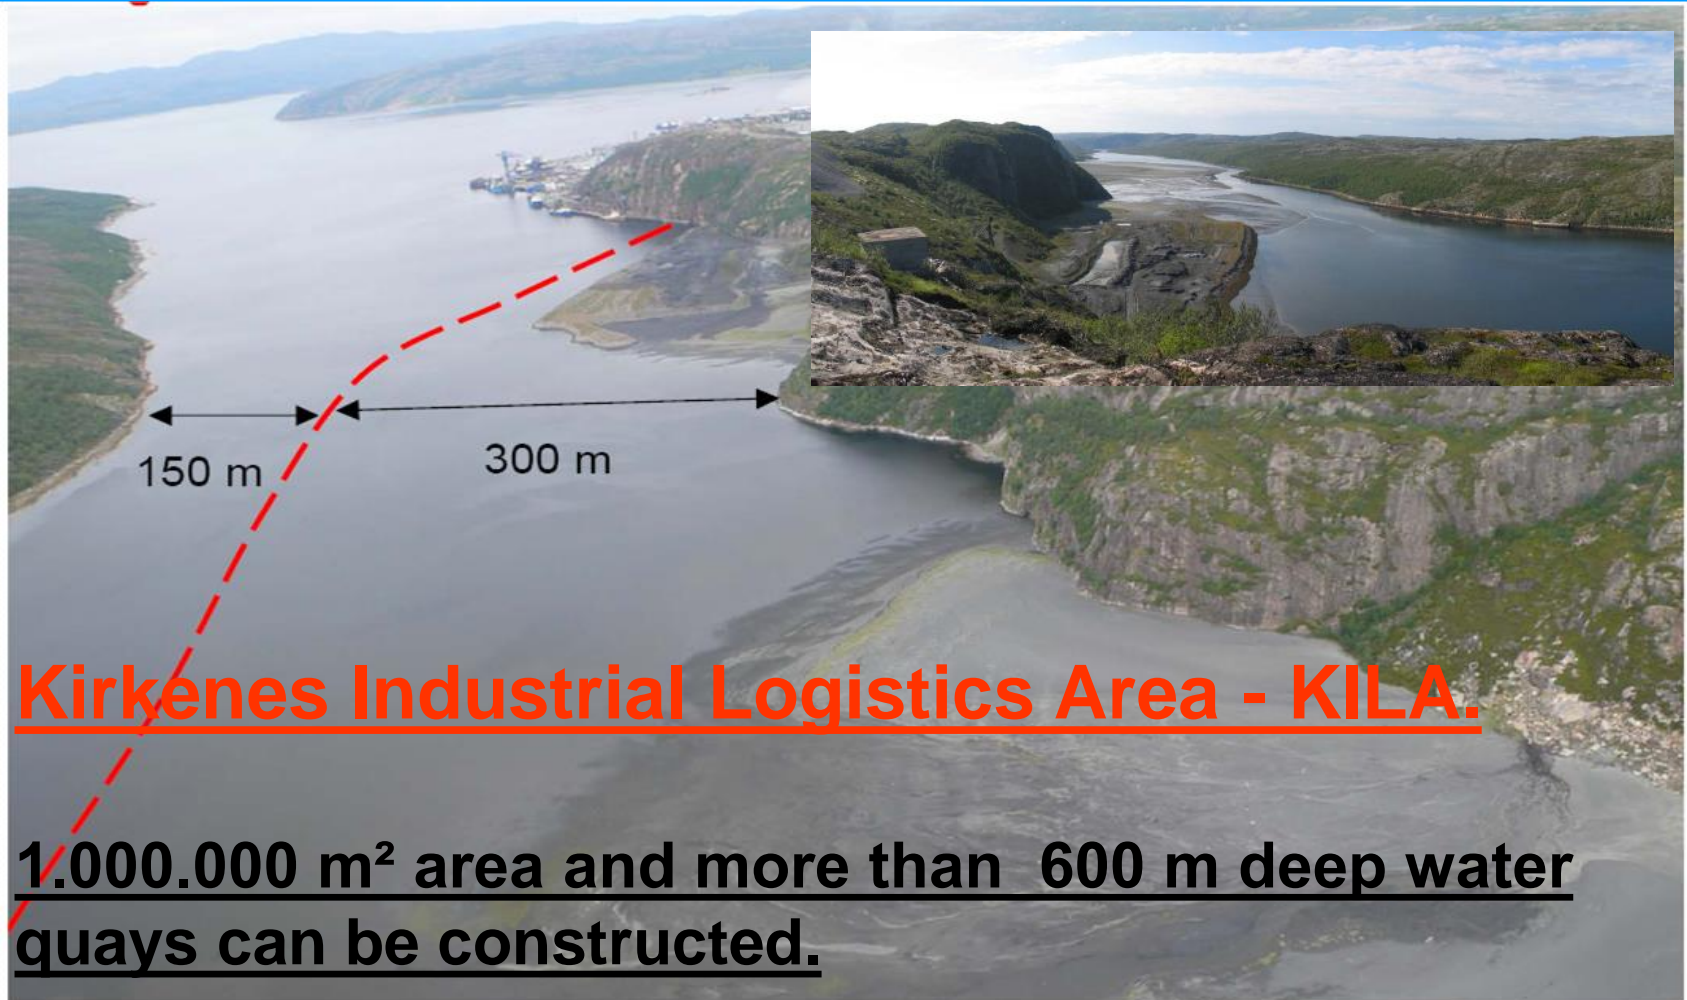 150 m
300 m
Kirkenes Industrial Logistics Area - KILA.
1.000.000 m² area and more than  600 m deep water
quays can be constructed.